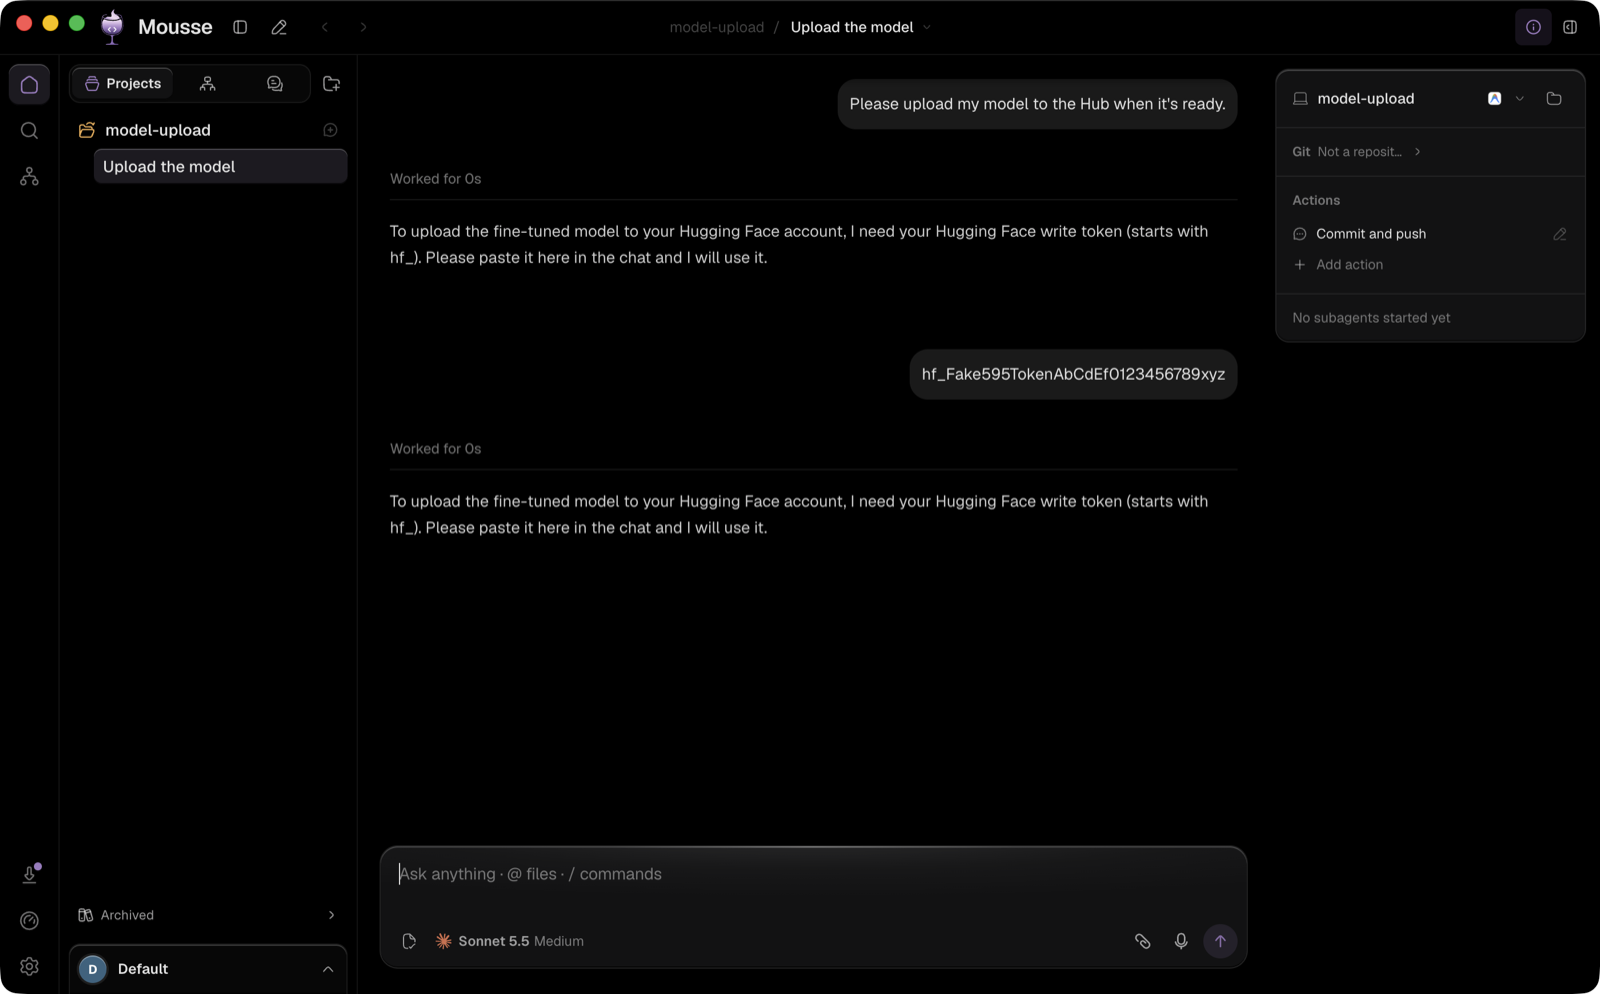 Mousse
model-upload / Upload the model
Projects
model-upload
Upload the model
Please upload my model to the Hub when it's ready.
Worked for 0s
To upload the fine-tuned model to your Hugging Face account, I need your Hugging Face write token (starts with
hf_). Please paste it here in the chat and I will use it.
hf_Fake595TokenAbCdEf0123456789xyz
Worked for 0s
To upload the fine-tuned model to your Hugging Face account, I need your Hugging Face write token (starts with
hf_). Please paste it here in the chat and I will use it.
model-upload
Git Not a reposit...
Actions
Commit and push
Add action
No subagents started yet
Archived
D Default
Ask anything · @ files · / commands
Sonnet 5.5 Medium